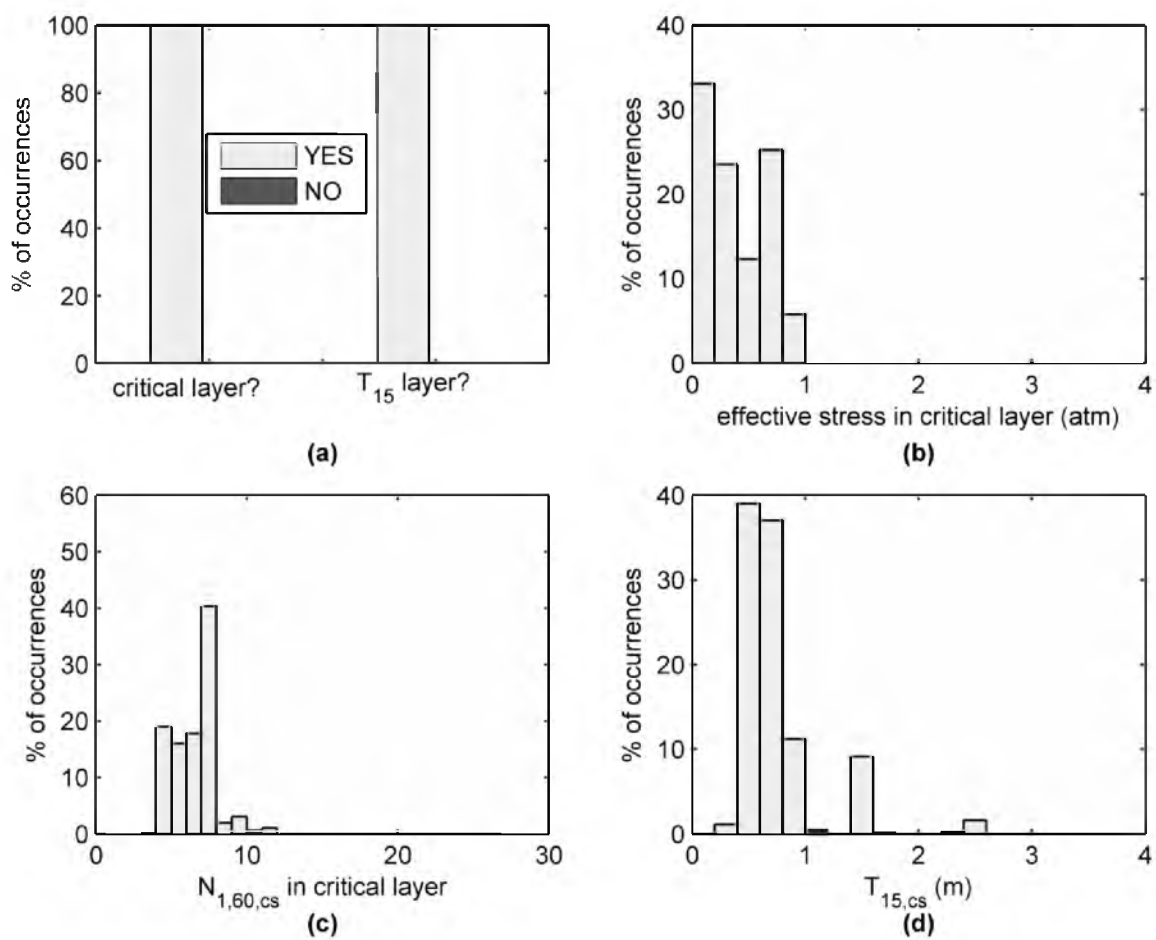 100
80
60
40
20
0
% of occurrences
YES
NO
critical layer?
T15 layer?
(a)
40
30
20
10
0
% of occurrences
0 1 2 3 4
effective stress in critical layer (atm)
(b)
60
50
40
30
20
10
0
% of occurrences
0 10 20 30
N1,60,cs in critical layer
(c)
40
30
20
10
0
% of occurrences
0 1 2 3 4
T15,cs (m)
(d)